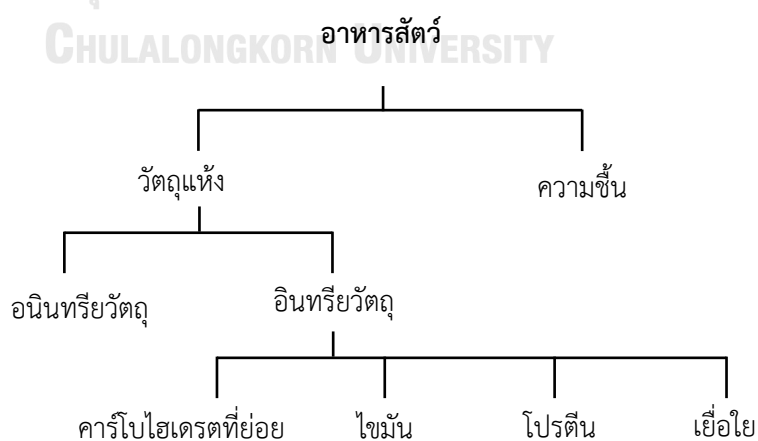 CHULALONGKORN UNIVERSITY
อาหารสัตว์
วัตถุแห้ง
ความชื้น
อนินทรียวัตถุ
อินทรียวัตถุ
คาร์โบไฮเดรตที่ย่อย
ไขมัน
โปรตีน
เยื่อใย